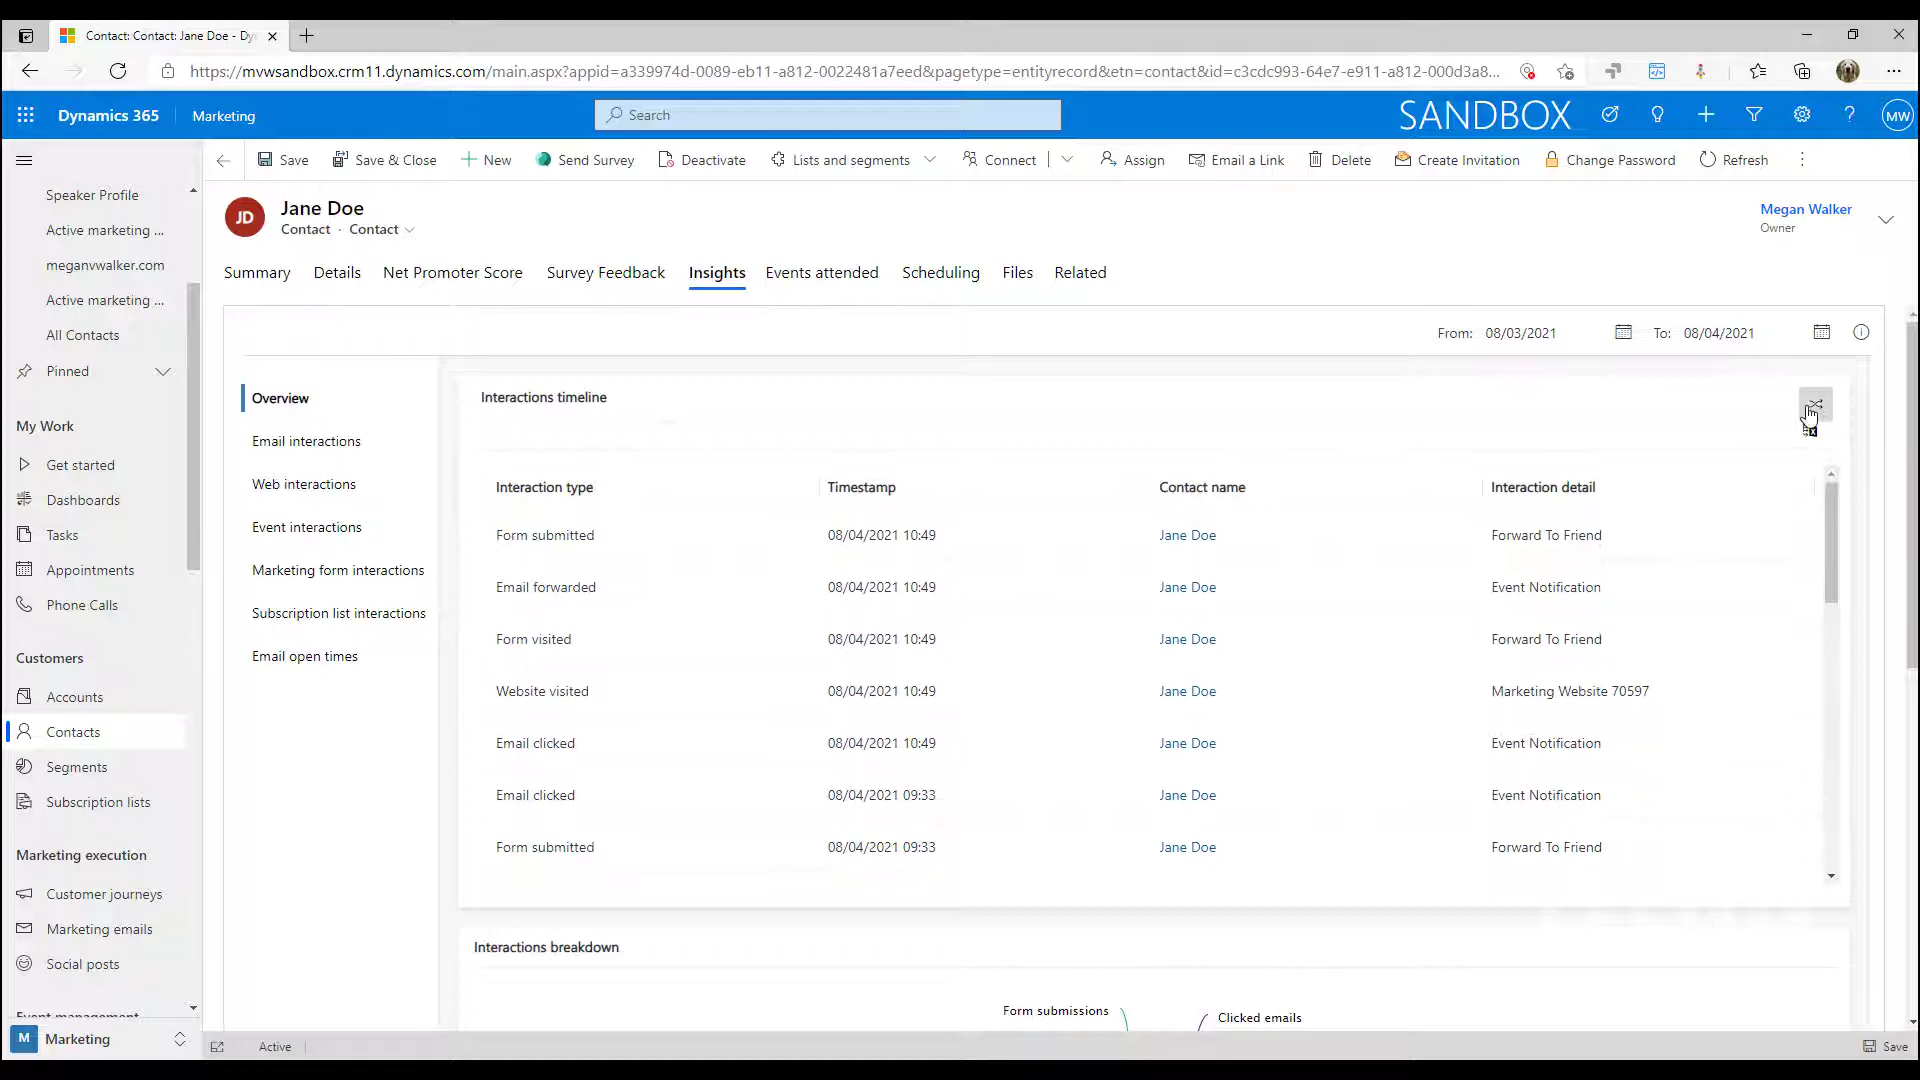 Contact: Contact: Jane Doe - Dy
https://mvwsandbox.crm11.dynamics.com/main.aspx?appid=a339974d-0089-eb11-a812-0022481a7eed&pagetype=entityrecord&etn=contact&id=c3cdc993-64e7-e911-a812-000d3a8...
Dynamics 365
Marketing
Search
SANDBOX
MW
Save
Save & Close
New
Send Survey
Deactivate
Lists and segments
Connect
Assign
Email a Link
Delete
Create Invitation
Change Password
Refresh
Speaker Profile
Active marketing ...
meganvwalker.com
Active marketing ...
All Contacts
Pinned
My Work
Get started
Dashboards
Tasks
Appointments
Phone Calls
Customers
Accounts
Contacts
Segments
Subscription lists
Marketing execution
Customer journeys
Marketing emails
Social posts
Event management
M
Marketing
JD
Jane Doe
Contact · Contact
Megan Walker
Owner
Summary
Details
Net Promoter Score
Survey Feedback
Insights
Events attended
Scheduling
Files
Related
From: 08/03/2021
To: 08/04/2021
Overview
Email interactions
Web interactions
Event interactions
Marketing form interactions
Subscription list interactions
Email open times
Interactions timeline
Interaction type Timestamp Contact name Interaction detail
Form submitted 08/04/2021 10:49 Jane Doe Forward To Friend
Email forwarded 08/04/2021 10:49 Jane Doe Event Notification
Form visited 08/04/2021 10:49 Jane Doe Forward To Friend
Website visited 08/04/2021 10:49 Jane Doe Marketing Website 70597
Email clicked 08/04/2021 10:49 Jane Doe Event Notification
Email clicked 08/04/2021 09:33 Jane Doe Event Notification
Form submitted 08/04/2021 09:33 Jane Doe Forward To Friend
Interactions breakdown
Form submissions
Clicked emails
Active
Save